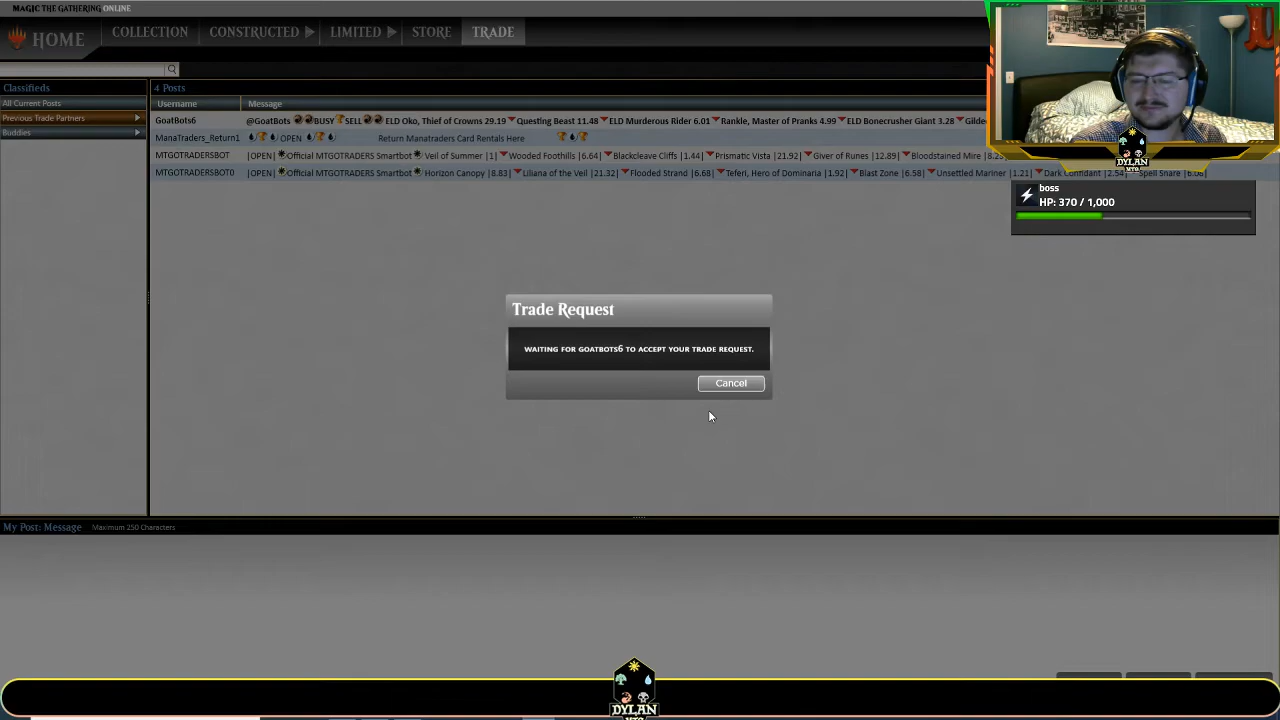 MAGIC THE GATHERING ONLINE
HOME
COLLECTION
CONSTRUCTED
LIMITED
STORE
TRADE
Classifieds
All Current Posts
Previous Trade Partners
Buddies
4 Posts
Username Message
GoatBots6 @GoatBots BUSY SELL ELD Oko, Thief of Crowns 29.19 Questing Beast 11.48 ELD Murderous Rider 6.01 Rankle, Master of Pranks 4.99 ELD Bonecrusher Giant 3.28
ManaTraders_Return1 OPEN Return Manatraders Card Rentals Here
MTGOTRADERSBOT |OPEN| Official MTGOTRADERS Smartbot Veil of Summer |1| Wooded Foothills |6.64| Blackcleave Cliffs |1.44| Prismatic Vista |21.92| Giver of Runes |12.89| Bloodstained Mire
MTGOTRADERSBOT0 |OPEN| Official MTGOTRADERS Smartbot Canopy |8.83| Liliana of the Veil |21.32| Flooded Strand |2.68| Teferi, Hero of Dominaria |1.92| Blast Zone |6.58| Unsettled Mariner |1.21| Dark Confidant |2.54| Spell Snare
boss
HP: 370 / 1,000
Trade Request
WAITING FOR GOATBOTS6 TO ACCEPT YOUR TRADE REQUEST.
Cancel
My Post: Message Maximum 250 Characters
DYLAN
MTG
DYLAN
MTG